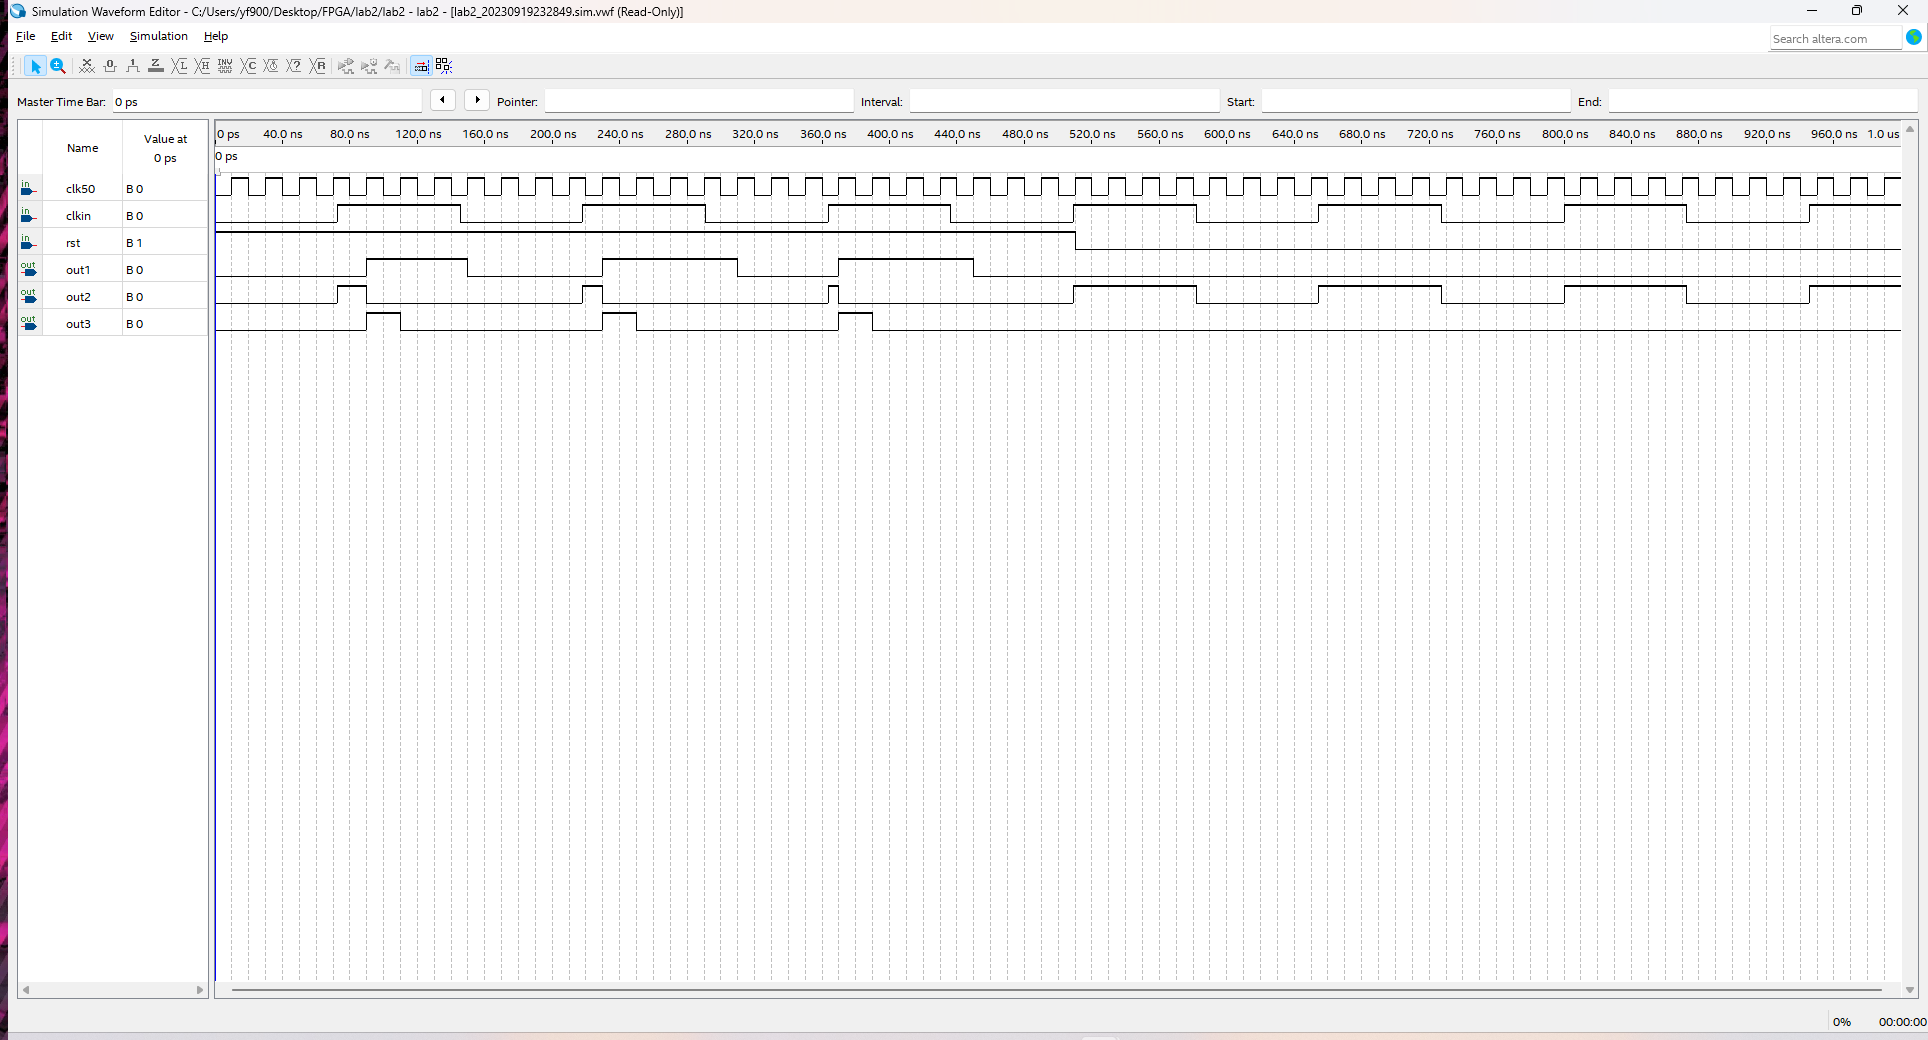 Simulation Waveform Editor - C:/Users/yf900/Desktop/FPGA/lab2/lab2 - lab2 - [lab2_20230919232849.sim.vwf (Read-Only)]
File Edit View Simulation Help
Search altera.com
Master Time Bar: 0 ps Pointer: Interval: Start: End:
Name Value at 0 ps
0 ps 40.0 ns 80.0 ns 120.0 ns 160.0 ns 200.0 ns 240.0 ns 280.0 ns 320.0 ns 360.0 ns 400.0 ns 440.0 ns 480.0 ns 520.0 ns 560.0 ns 600.0 ns 640.0 ns 680.0 ns 720.0 ns 760.0 ns 800.0 ns 840.0 ns 880.0 ns 920.0 ns 960.0 ns 1.0 us
0 ps
in clk50 B 0
in clkin B 0
in rst B 1
out out1 B 0
out out2 B 0
out out3 B 0
0% 00:00:00